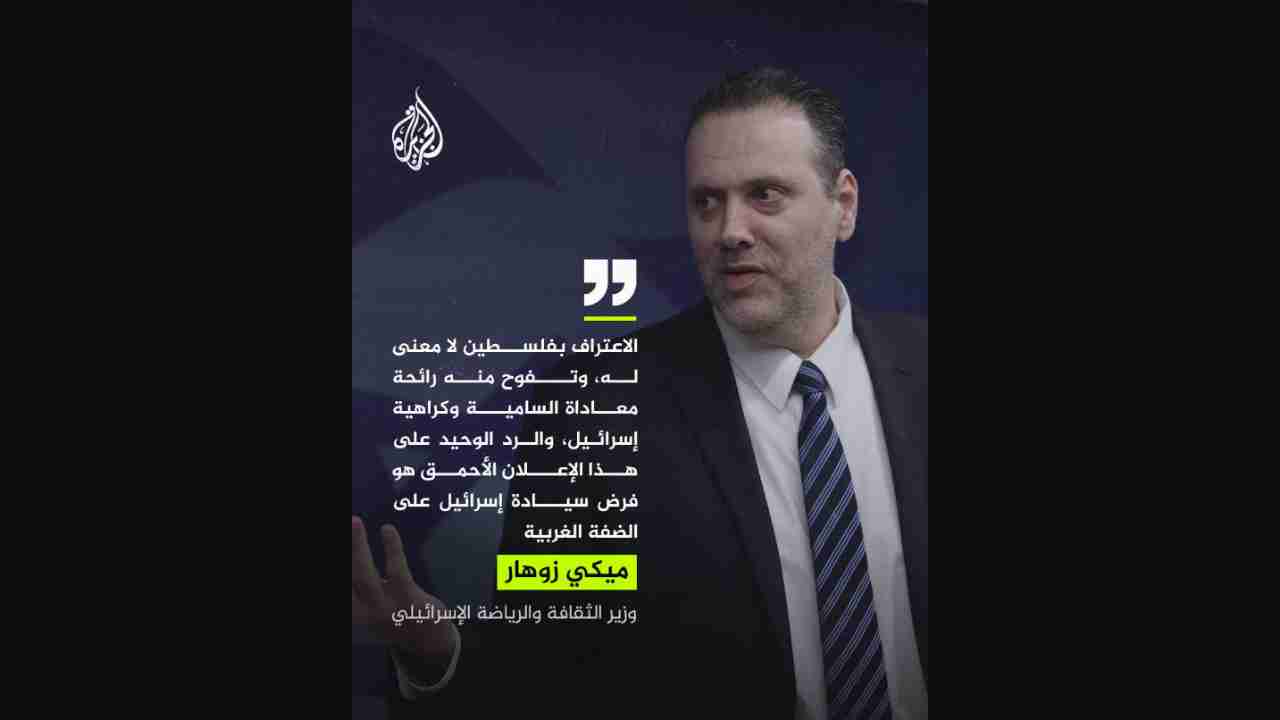 الجزيرة
الاعتراف بفلسطين لا معنى
له، وتفوح منه رائحة
معاداة السامية وكراهية
إسرائيل، والرد الوحيد على
هذا الإعلان الأحمق هو
فرض سيادة إسرائيل على
الضفة الغربية
ميكي زوهار
وزير الثقافة والرياضة الإسرائيلي